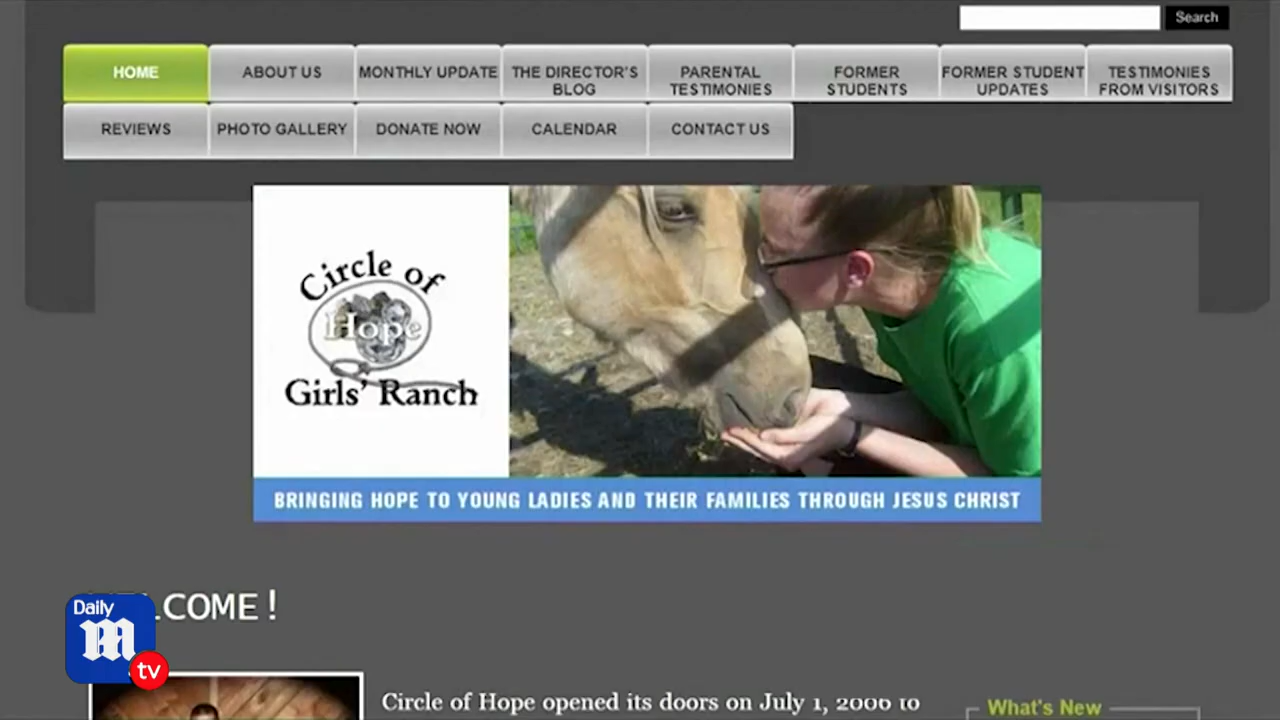 Search
HOME
ABOUT US
MONTHLY UPDATE
THE DIRECTOR'S
BLOG
PARENTAL
TESTIMONIES
FORMER
STUDENTS
FORMER STUDENT
UPDATES
TESTIMONIES
FROM VISITORS
REVIEWS
PHOTO GALLERY
DONATE NOW
CALENDAR
CONTACT US
Circle of
Hope
Girls' Ranch
BRINGING HOPE TO YOUNG LADIES AND THEIR FAMILIES THROUGH JESUS CHRIST
WELCOME!
Daily
M
tv
Circle of Hope opened its doors on July 1, 2006 to
What's New